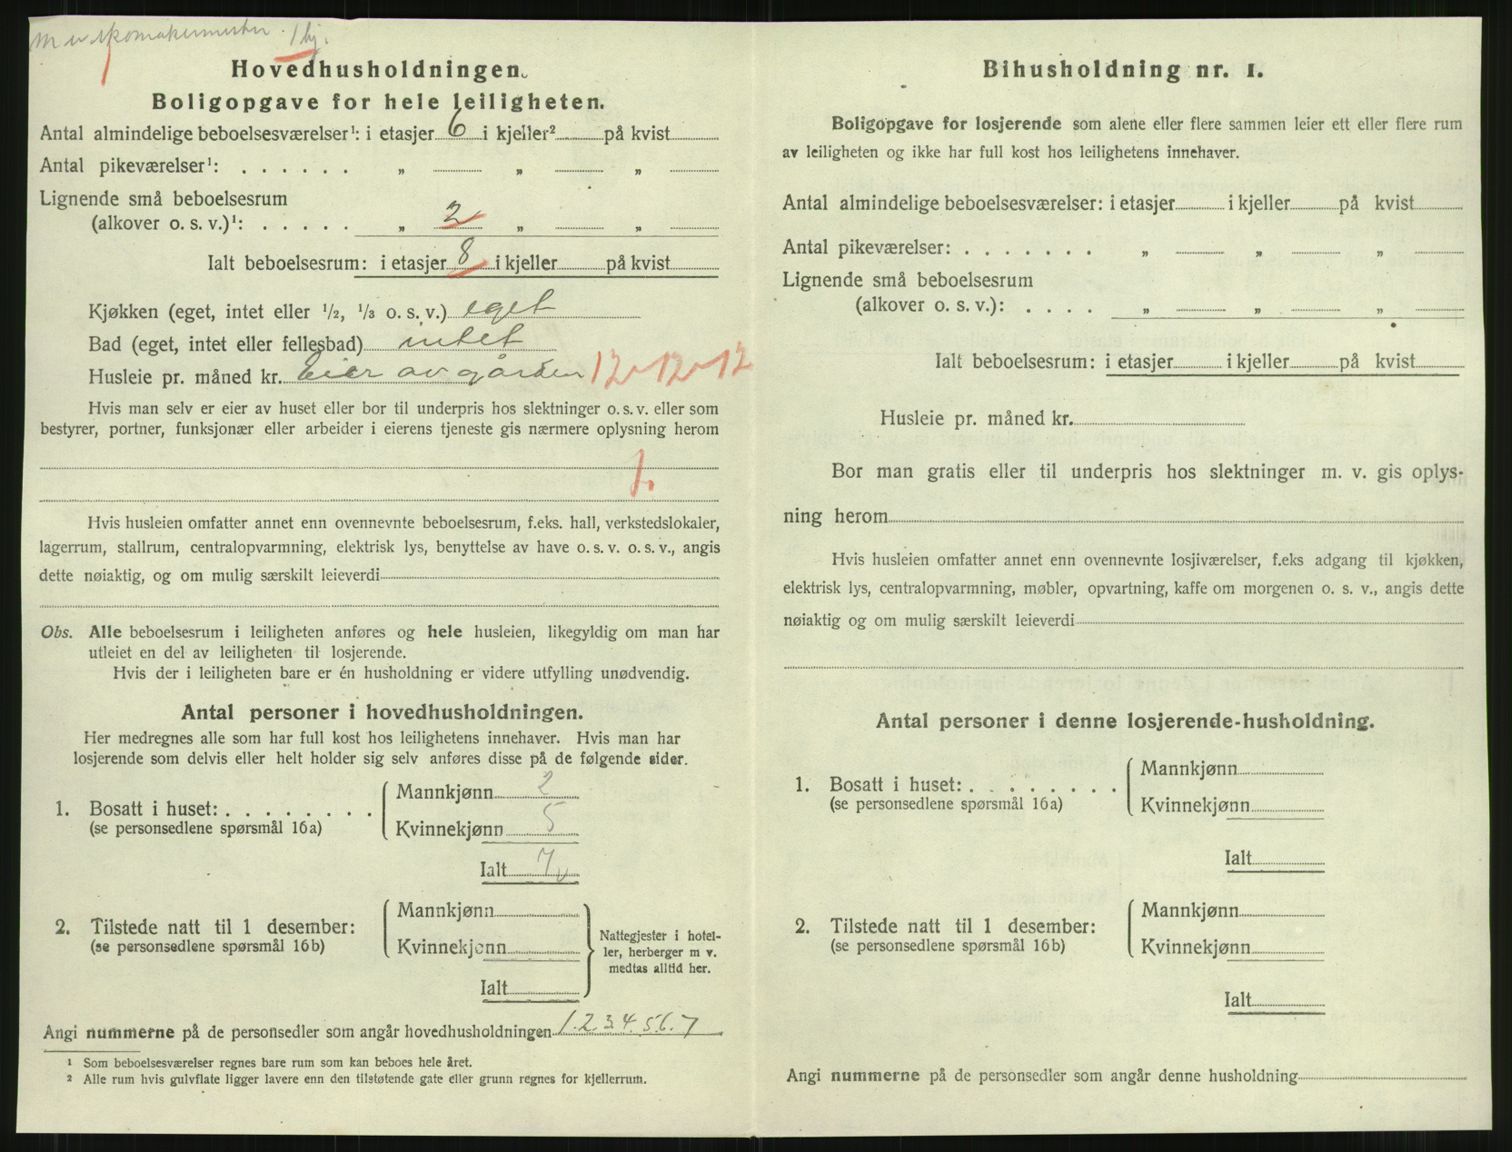 M v skomakermester. 1 hj.
Hovedhusholdningen.
Boligopgave for hele leiligheten.
Antal almindelige beboelsesværelser¹: i etasjer 6 i kjeller² på kvist
Antal pikeværelser¹: . . . . . . „ „ „
Lignende små beboelsesrum
(alkover o. s. v.)¹: . . . . . „ 2 „ „
Ialt beboelsesrum: i etasjer 8 i kjeller på kvist
Kjøkken (eget, intet eller ½, ⅓ o. s. v.) eget
Bad (eget, intet eller fellesbad) intet
Husleie pr. måned kr. Eier av gården 12-12-12
Hvis man selv er eier av huset eller bor til underpris hos slektninger o. s. v. eller som
bestyrer, portner, funksjonær eller arbeider i eierens tjeneste gis nærmere oplysning herom
1.
Hvis husleien omfatter annet enn ovennevnte beboelsesrum, f.eks. hall, verkstedslokaler,
lagerrum, stallrum, centralopvarmning, elektrisk lys, benyttelse av have o. s. v. o. s. v., angis
dette nøiaktig, og om mulig særskilt leieverdi
Obs. Alle beboelsesrum i leiligheten anføres og hele husleien, likegyldig om man har
utleiet en del av leiligheten til losjerende.
Hvis der i leiligheten bare er én husholdning er videre utfylling unødvendig.
Antal personer i hovedhusholdningen.
Her medregnes alle som har full kost hos leilighetens innehaver. Hvis man har
losjerende som delvis eller helt holder sig selv anføres disse på de følgende sider.
1. Bosatt i huset: . . . . . . . .
(se personsedlene spørsmål 16 a)
Mannkjønn 2
Kvinnekjønn 5
Ialt 7
2. Tilstede natt til 1 desember:
(se personsedlene spørsmål 16 b)
Mannkjønn
Kvinnekjønn
Ialt
Nattegjester i hotel-
ler, herberger m v.
medtas alltid her.
Angi nummerne på de personsedler som angår hovedhusholdningen 1.2.3.4.5.6.7
¹ Som beboelsesværelser regnes bare rum som kan beboes hele året.
² Alle rum hvis gulvflate ligger lavere enn den tilstøtende gate eller grunn regnes for kjellerrum.
Bihusholdning nr. 1.
Boligopgave for losjerende som alene eller flere sammen leier ett eller flere rum
av leiligheten og ikke har full kost hos leilighetens innehaver.
Antal almindelige beboelsesværelser: i etasjer i kjeller på kvist
Antal pikeværelser: . . . . . . . „ „ „
Lignende små beboelsesrum
(alkover o. s. v.): . . . . „ „ „
Ialt beboelsesrum: i etasjer i kjeller på kvist
Husleie pr. måned kr.
Bor man gratis eller til underpris hos slektninger m. v. gis oplys-
ning herom
Hvis husleien omfatter annet enn ovennevnte losjiværelser, f.eks adgang til kjøkken,
elektrisk lys, centralopvarmning, møbler, opvartning, kaffe om morgenen o. s. v., angis dette
nøiaktig og om mulig særskilt leieverdi
Antal personer i denne losjerende-husholdning.
1. Bosatt i huset: . . . . . . . .
(se personsedlene spørsmål 16 a)
Mannkjønn
Kvinnekjønn
Ialt
2. Tilstede natt til 1 desember:
(se personsedlene spørsmål 16 b)
Mannkjønn
Kvinnekjønn
Ialt
Angi nummerne på de personsedler som angår denne husholdning